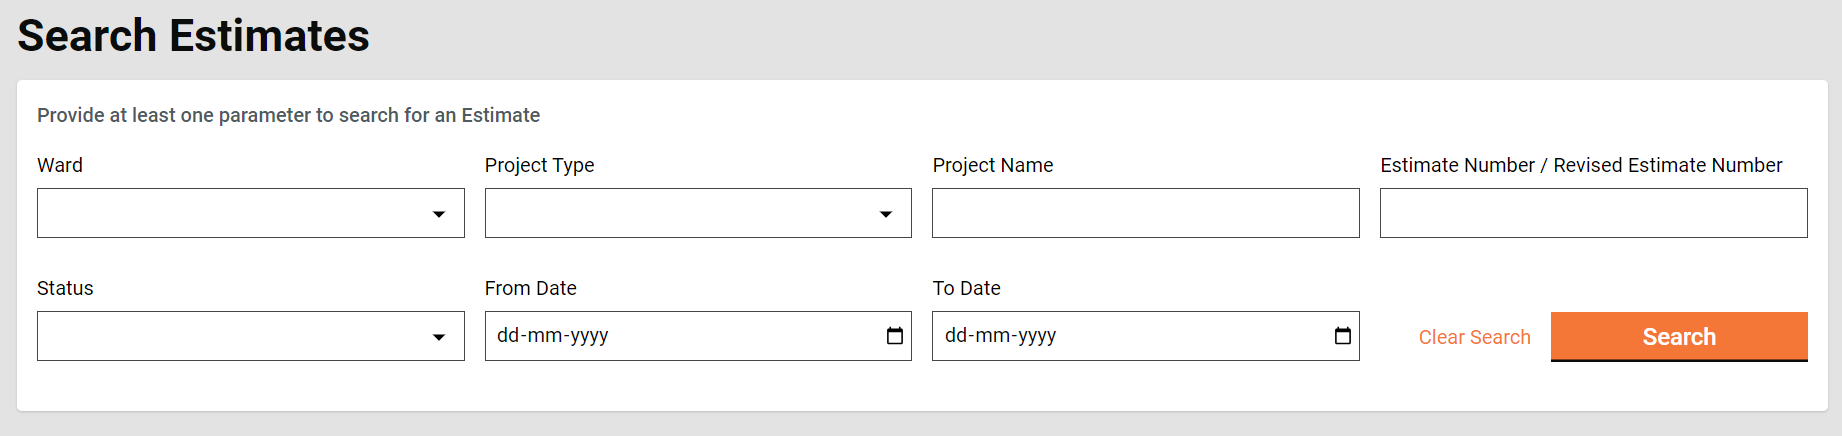 Search Estimates
Provide at least one parameter to search for an Estimate
Ward
Project Type
Project Name
Estimate Number / Revised Estimate Number
Status
From Date
To Date
dd-mm-yyyy
dd-mm-yyyy
Clear Search
Search